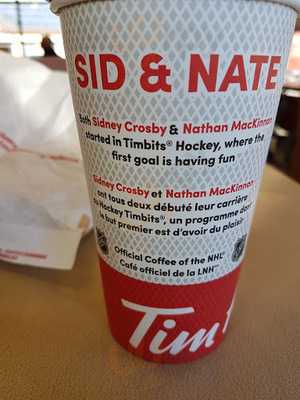 SID & NATE
Both Sidney Crosby & Nathan MacKinnon
started in Timbits® Hockey, where the
first goal is having fun
Sidney Crosby et Nathan MacKinnon
ont tous deux débuté leur carrière
au Hockey Timbits®, un programme dont
le but premier est d'avoir du plaisir
Official Coffee of the NHL®
Café officiel de la LNH™
Tim